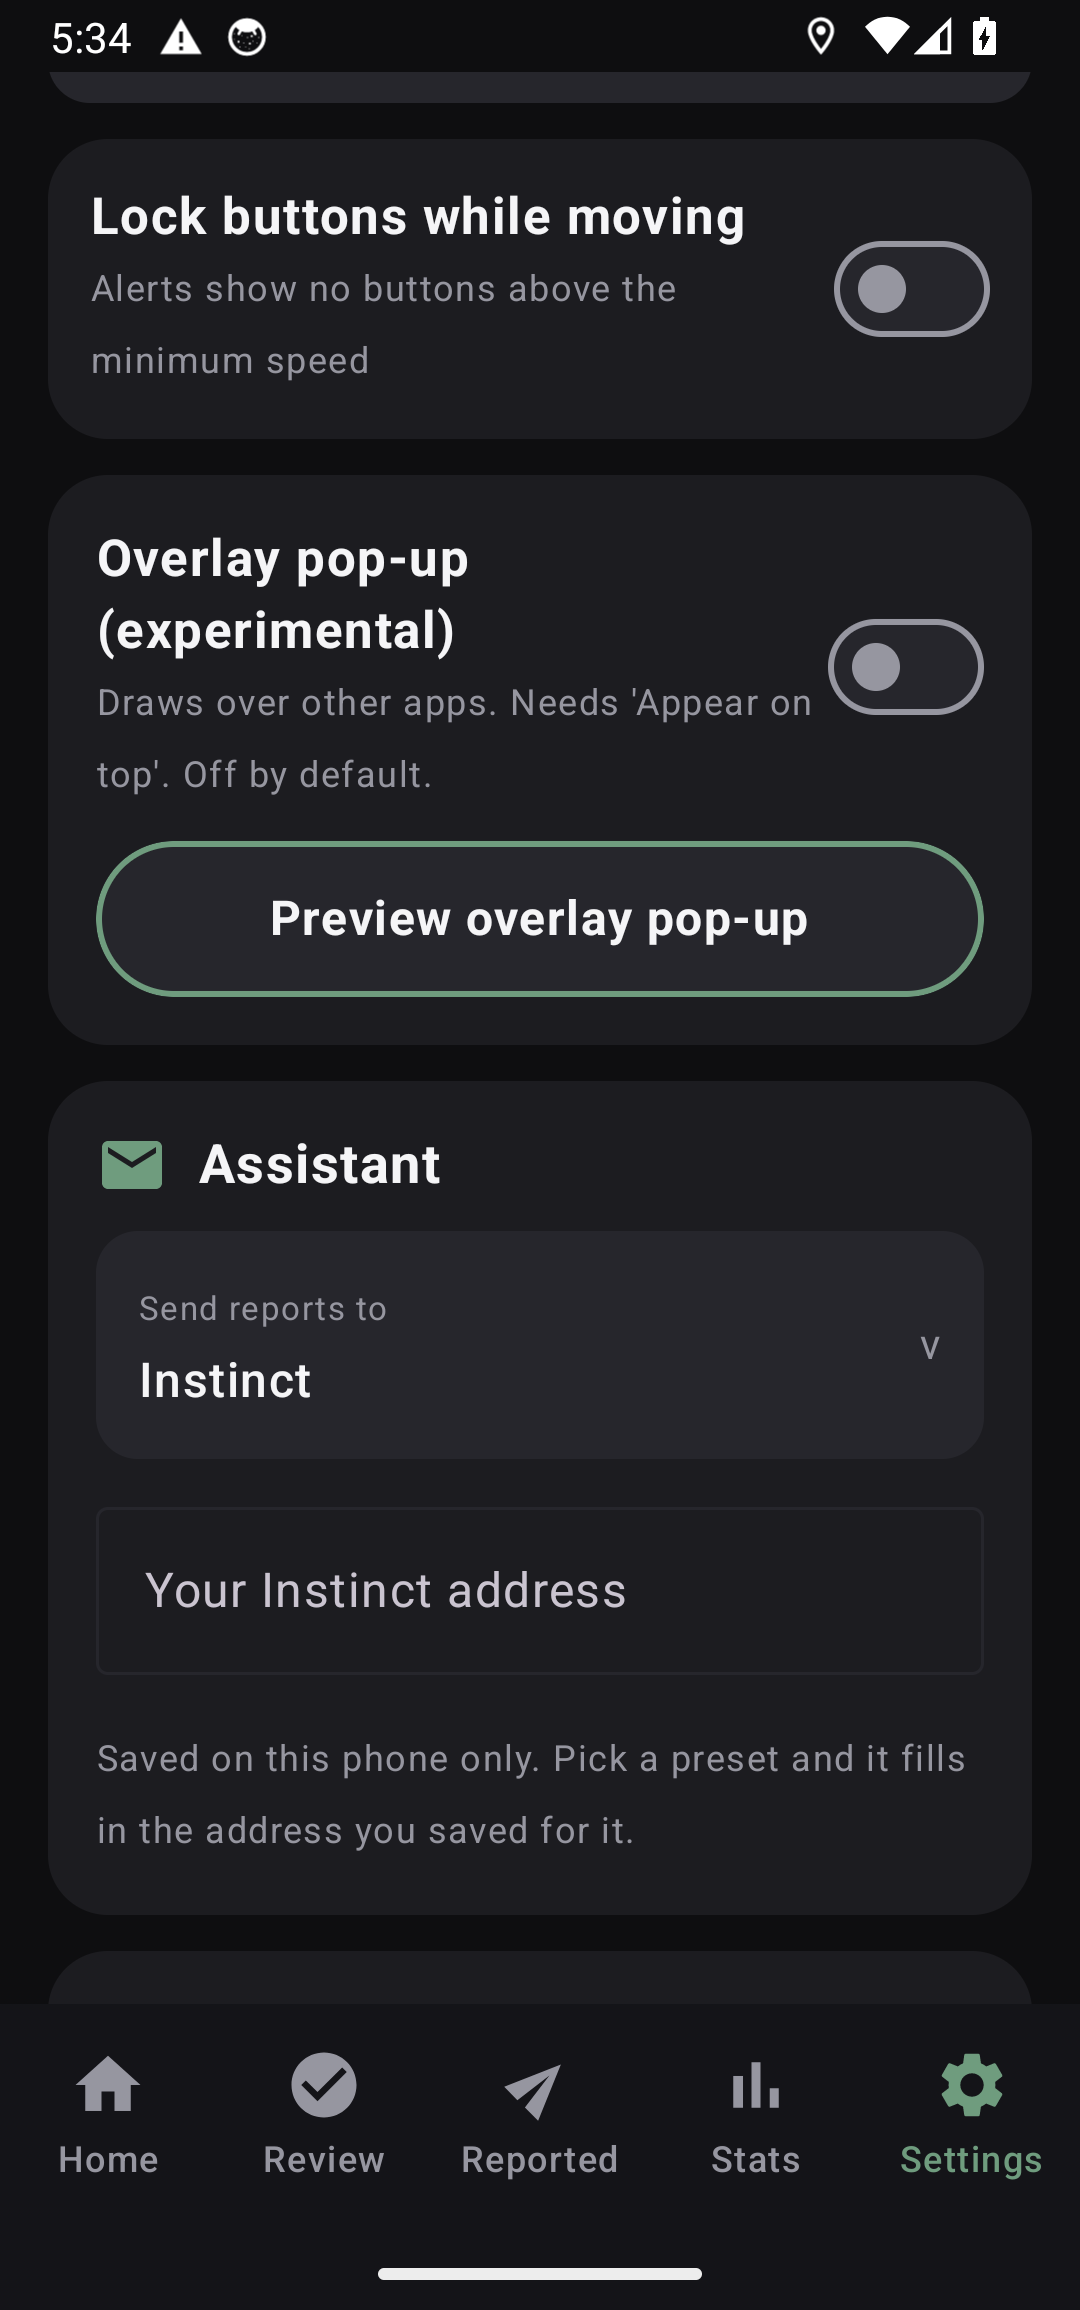 5:34
Lock buttons while moving
Alerts show no buttons above the
minimum speed
Overlay pop-up
(experimental)
Draws over other apps. Needs 'Appear on
top'. Off by default.
Preview overlay pop-up
Assistant
Send reports to
Instinct
v
Your Instinct address
Saved on this phone only. Pick a preset and it fills
in the address you saved for it.
Home
Review
Reported
Stats
Settings